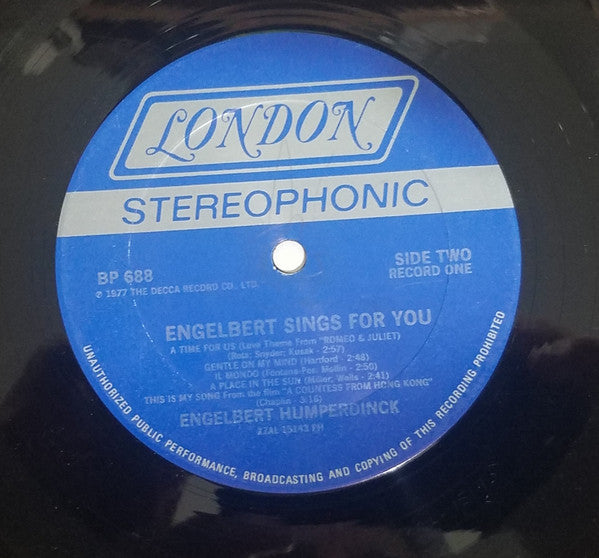 LONDON
STEREOPHONIC
BP 688
℗ 1977 THE DECCA RECORD CO., LTD.
SIDE TWO
RECORD ONE
ENGELBERT SINGS FOR YOU
A TIME FOR US (Love Theme From "ROMEO & JULIET)
(Rota; Snyder; Kusak - 2:57)
GENTLE ON MY MIND (Hartford - 2:48)
IL MONDO (Fontana-Pes; Mellin - 2:50)
A PLACE IN THE SUN (Miller, Wells - 2:41)
THIS IS MY SONG From the film "A COUNTESS FROM HONG KONG"
(Chaplin - 3:16)
ENGELBERT HUMPERDINCK
ZZAL 15143 PH
UNAUTHORIZED PUBLIC PERFORMANCE, BROADCASTING AND COPYING OF THIS RECORDING PROHIBITED